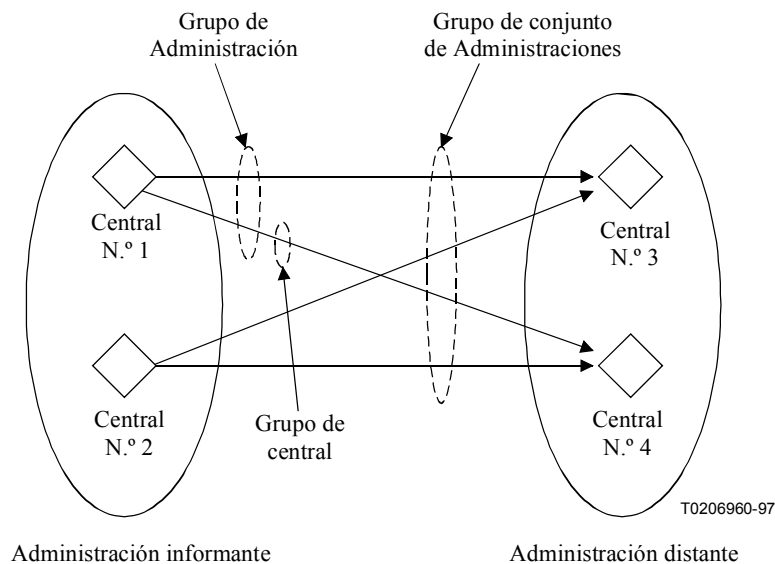 Grupo de
Administración
Grupo de conjunto
de Administraciones
Central
N.º 1
Central
N.º 3
Central
N.º 2
Grupo de
central
Central
N.º 4
T0206960-97
Administración informante
Administración distante